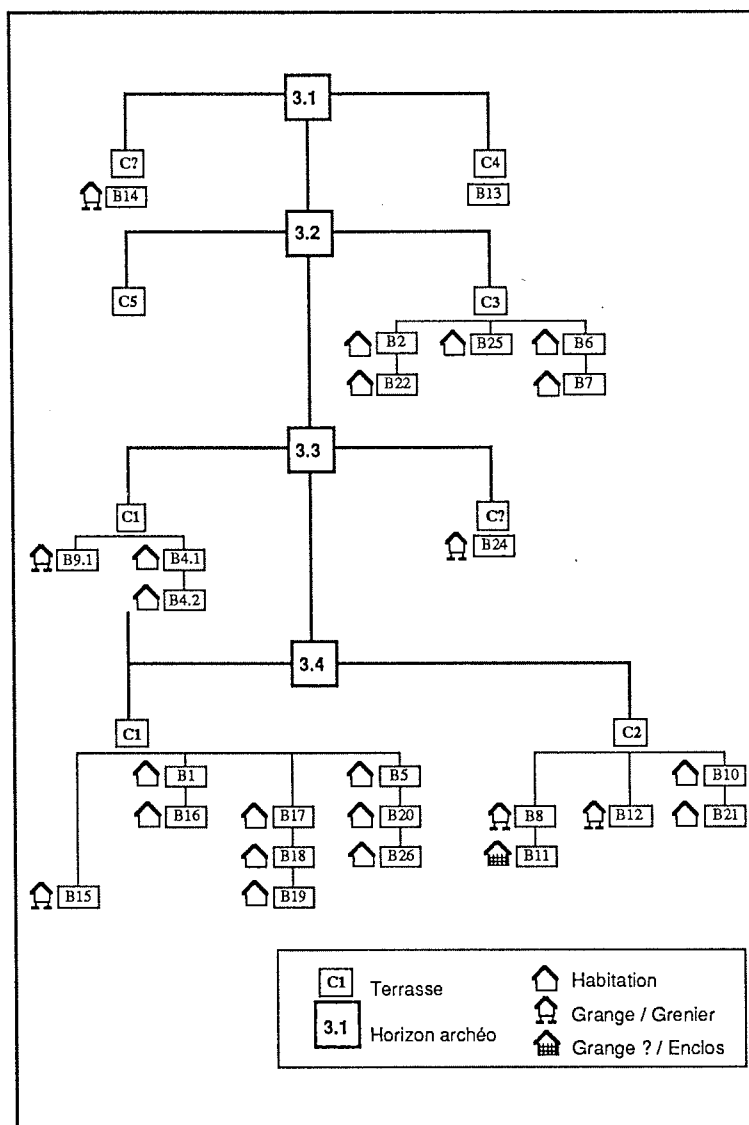 3.1
C? C4
B14 B13
3.2
C5 C3
B2 B25 B6
B22 B7
3.3
C1 C?
B9.1 B4.1 B24
B4.2
3.4
C1 C2
B1 B5 B10
B16 B17 B20 B8 B12 B21
B18 B26 B11
B15 B19
C1 Terrasse
3.1 Horizon archéo
Habitation
Grange / Grenier
Grange ? / Enclos